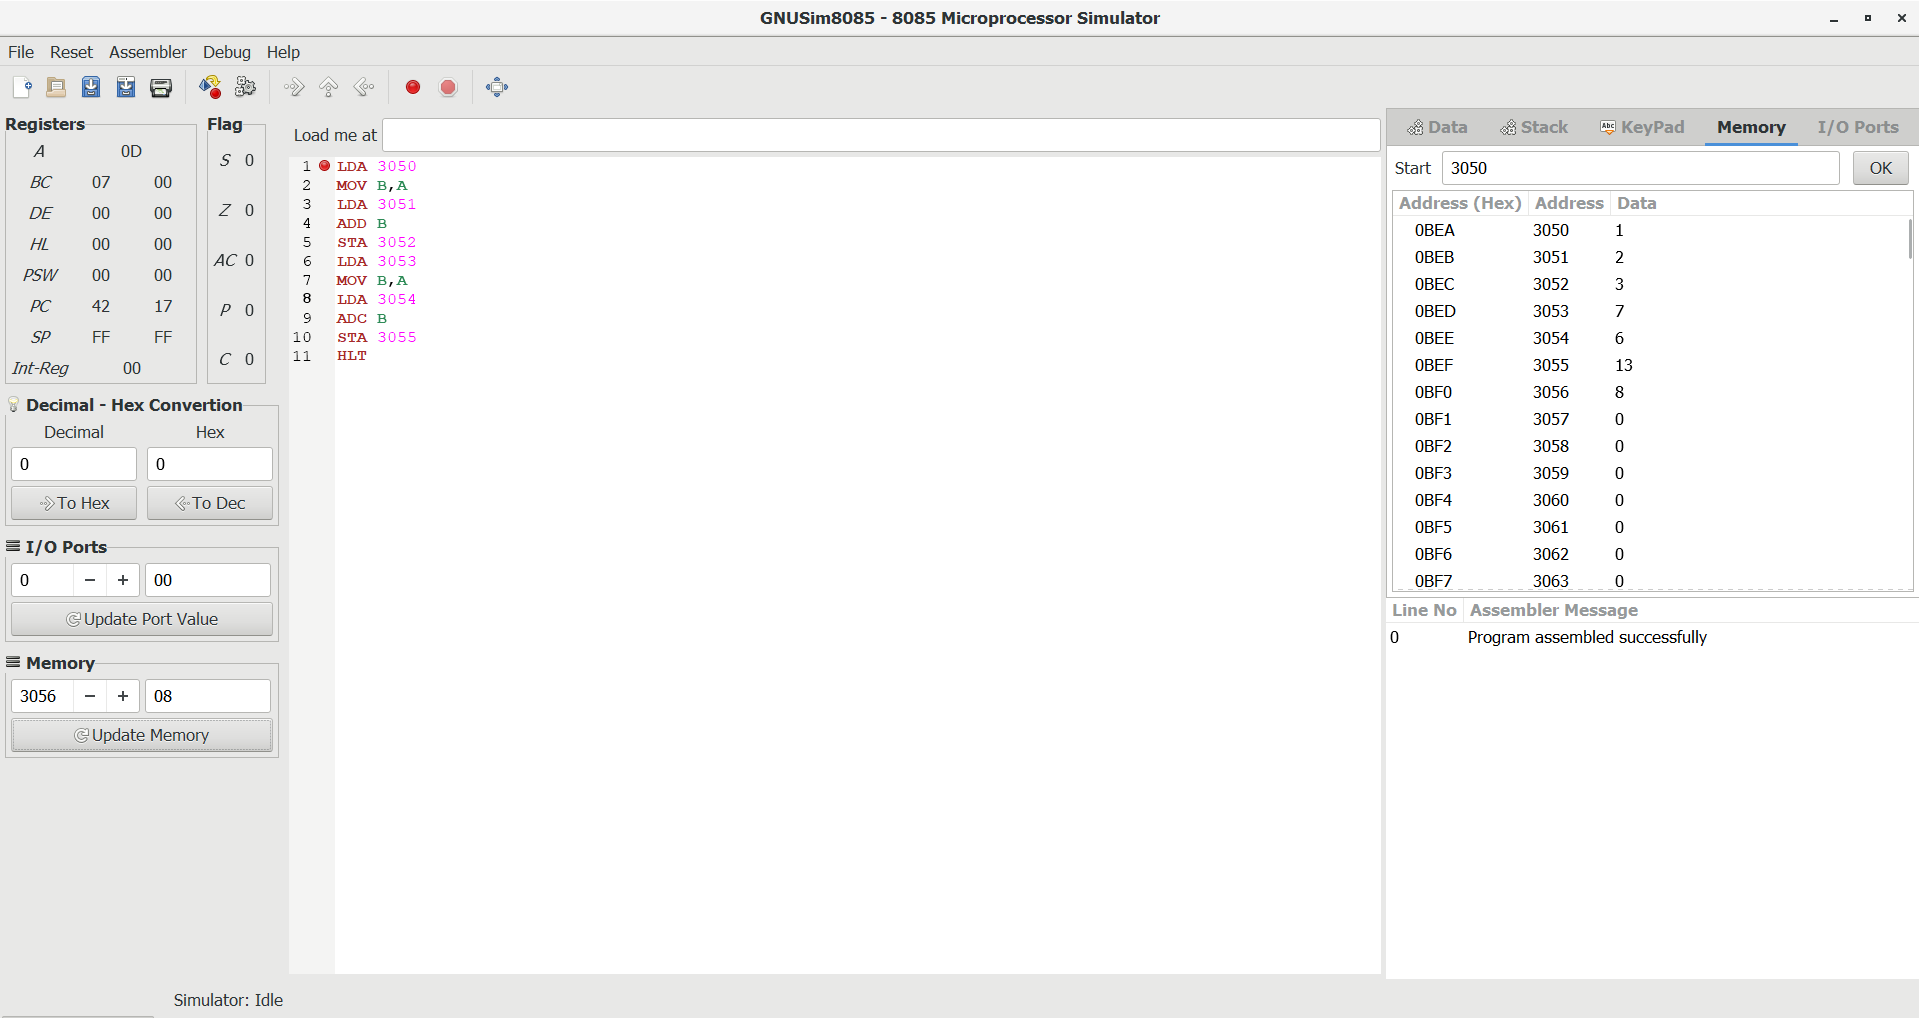 GNUSim8085 - 8085 Microprocessor Simulator
File Reset Assembler Debug Help
Registers
A 0D
BC 07 00
DE 00 00
HL 00 00
PSW 00 00
PC 42 17
SP FF FF
Int-Reg 00
Flag
S 0
Z 0
AC 0
P 0
C 0
Decimal - Hex Convertion
Decimal Hex
0 0
To Hex To Dec
I/O Ports
0 − + 00
Update Port Value
Memory
3056 − + 08
Update Memory
Load me at
1 LDA 3050
2 MOV B,A
3 LDA 3051
4 ADD B
5 STA 3052
6 LDA 3053
7 MOV B,A
8 LDA 3054
9 ADC B
10 STA 3055
11 HLT
Data Stack Abc KeyPad Memory I/O Ports
Start 3050 OK
Address (Hex) Address Data
0BEA 3050 1
0BEB 3051 2
0BEC 3052 3
0BED 3053 7
0BEE 3054 6
0BEF 3055 13
0BF0 3056 8
0BF1 3057 0
0BF2 3058 0
0BF3 3059 0
0BF4 3060 0
0BF5 3061 0
0BF6 3062 0
0BF7 3063 0
Line No Assembler Message
0 Program assembled successfully
Simulator: Idle